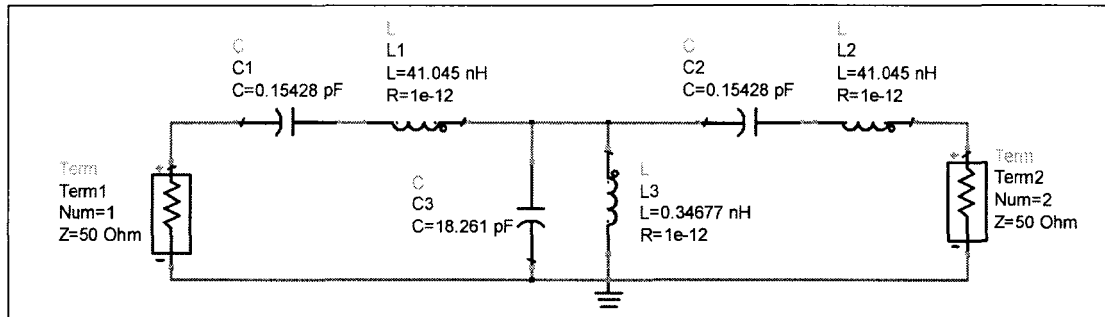 C
C1
C=0.15428 pF
L
L1
L=41.045 nH
R=1e-12
C
C2
C=0.15428 pF
L
L2
L=41.045 nH
R=1e-12
+
Term
Term1
Num=1
Z=50 Ohm
-
C
C3
C=18.261 pF
L
L3
L=0.34677 nH
R=1e-12
+
Term
Term2
Num=2
Z=50 Ohm
-